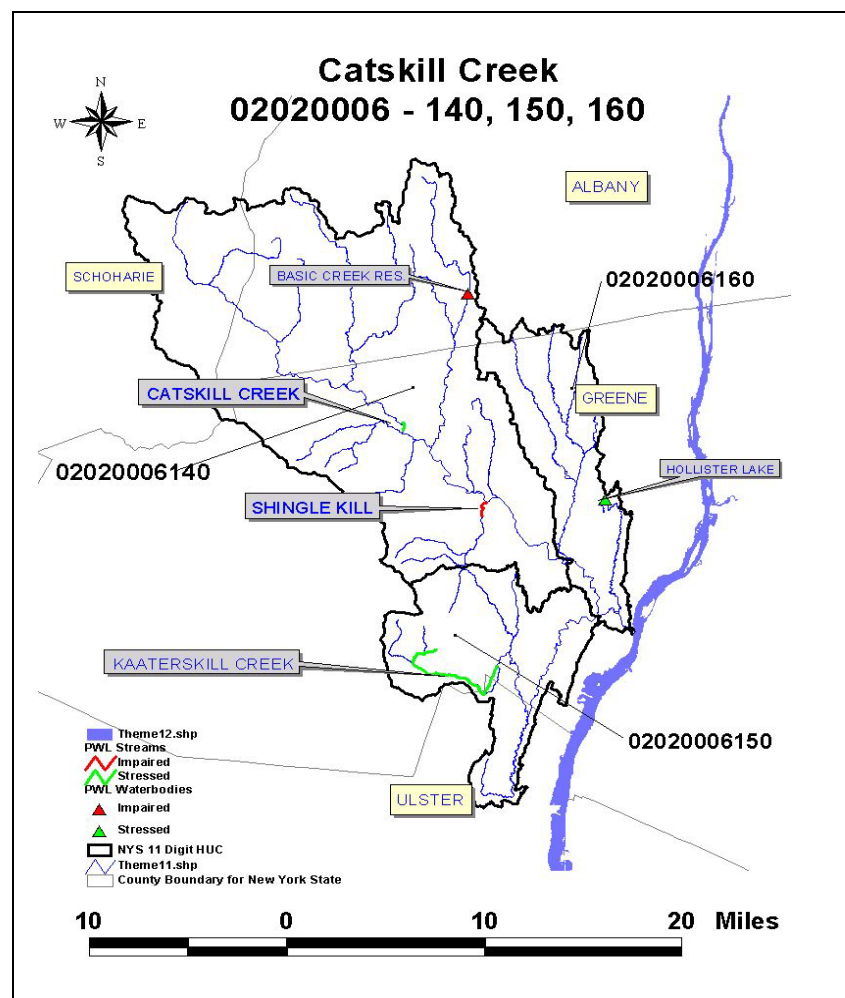 Catskill Creek
02020006 - 140, 150, 160
N
W
E
S
ALBANY
SCHOHARIE
BASIC CREEK RES.
02020006160
CATSKILL CREEK
GREENE
02020006140
HOLLISTER LAKE
SHINGLE KILL
KAATERSKILL CREEK
02020006150
ULSTER
Theme12.shp
PWL Streams
Impaired
Stressed
PWL Waterbodies
Impaired
Stressed
NYS 11 Digit HUC
Theme11.shp
County Boundary for New York State
10 0 10 20 Miles